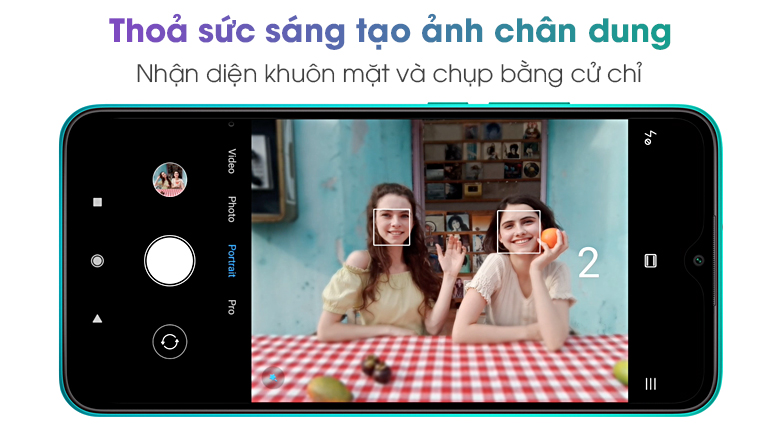 Thoả sức sáng tạo ảnh chân dung
Nhận diện khuôn mặt và chụp bằng cử chỉ
Video
Photo
Portrait
Pro
2